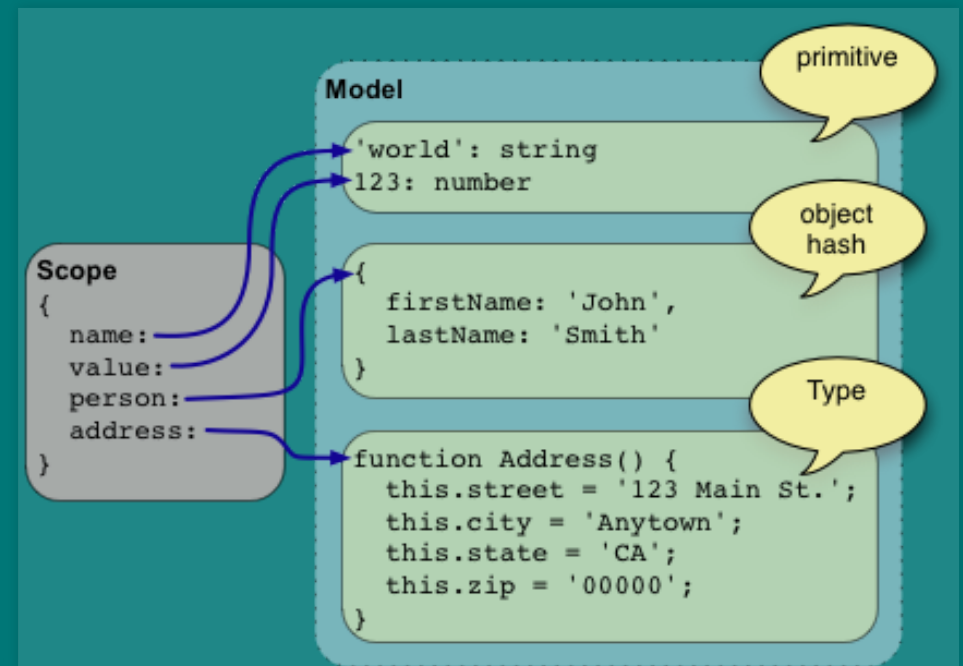 primitive
Model
'world': string
123: number
object
hash
Scope
{
name:
value:
person:
address:
}
{
firstName: 'John',
lastName: 'Smith'
}
Type
function Address() {
this.street = '123 Main St.';
this.city = 'Anytown';
this.state = 'CA';
this.zip = '00000';
}